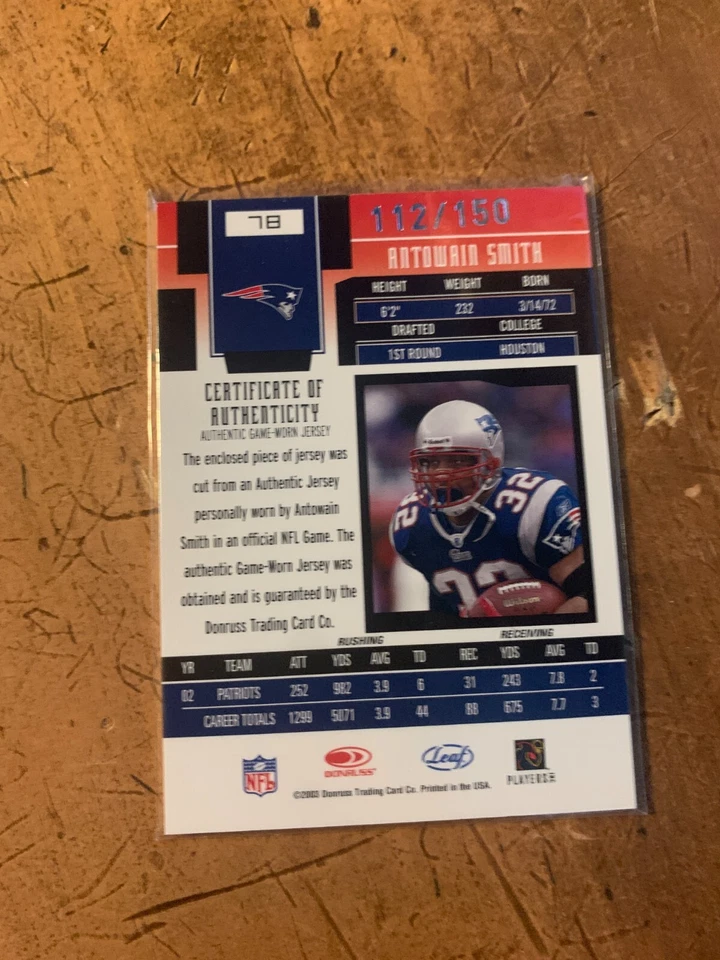 78
112/150
ANTOWAIN SMITH
HEIGHT WEIGHT BORN
6'2" 232 3/14/72
DRAFTED COLLEGE
1ST ROUND HOUSTON
CERTIFICATE OF
AUTHENTICITY
AUTHENTIC GAME-WORN JERSEY
The enclosed piece of jersey was
cut from an Authentic Jersey
personally worn by Antowain
Smith in an official NFL Game. The
authentic Game-Worn Jersey was
obtained and is guaranteed by the
Donruss Trading Card Co.
32
32
32
Wilson
RUSHING RECEIVING
YR TEAM ATT YDS AVG TD REC YDS AVG TD
02 PATRIOTS 252 982 3.9 6 31 243 7.8 2
CAREER TOTALS 1299 5071 3.9 44 88 675 7.7 3
NFL DONRUSS Leaf PLAYERS
©2003 Donruss Trading Card Co. Printed in the USA.